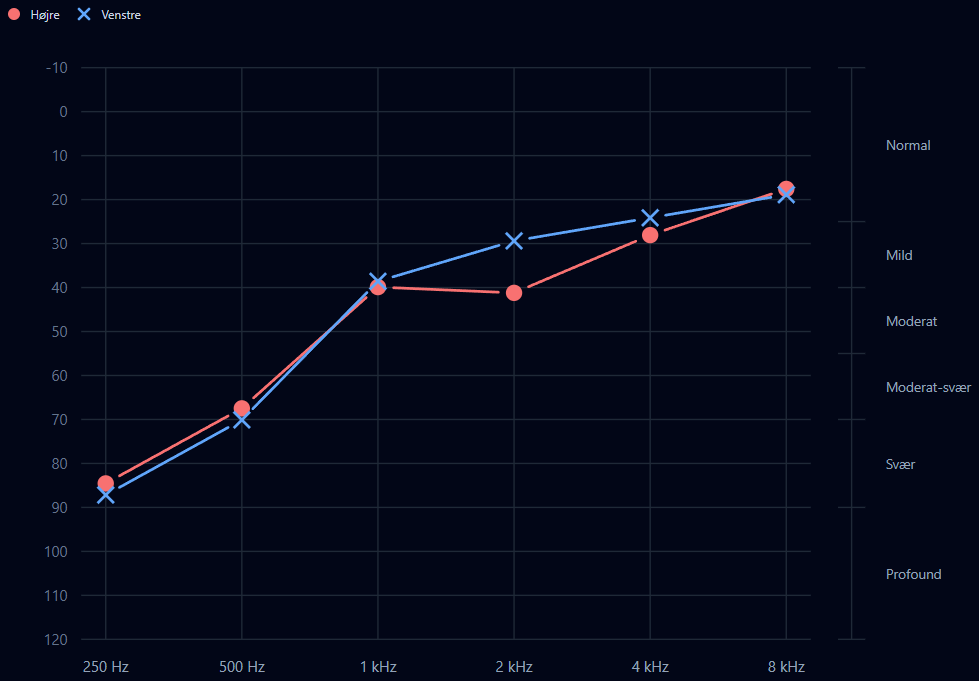 Højre Venstre
-10
0
10
20
30
40
50
60
70
80
90
100
110
120
250 Hz 500 Hz 1 kHz 2 kHz 4 kHz 8 kHz
Normal
Mild
Moderat
Moderat-svær
Svær
Profound